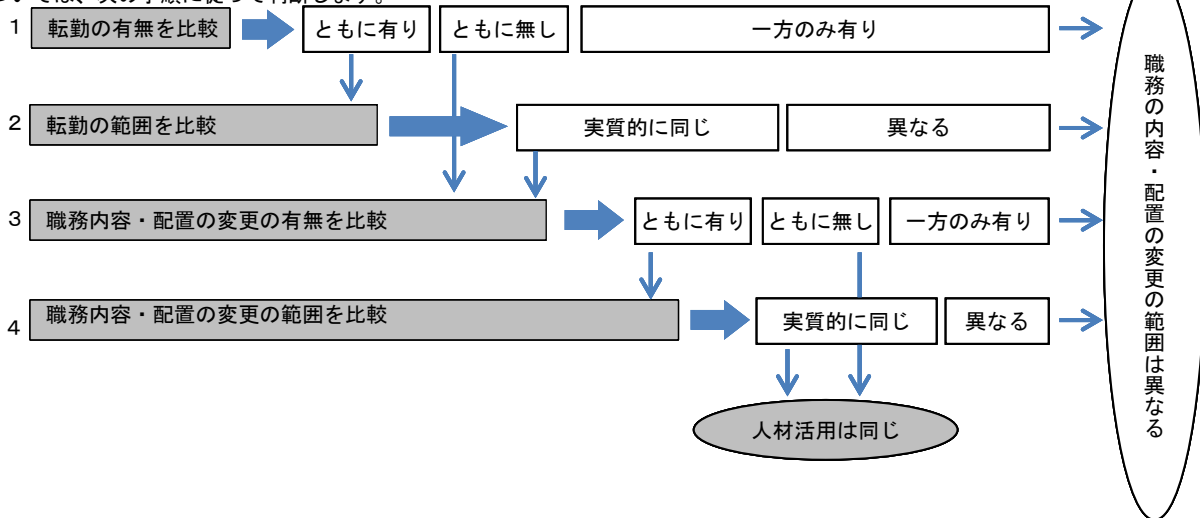 1 転勤の有無を比較 ともに有り ともに無し 一方のみ有り
2 転勤の範囲を比較 実質的に同じ 異なる
3 職務内容・配置の変更の有無を比較 ともに有り ともに無し 一方のみ有り
4 職務内容・配置の変更の範囲を比較 実質的に同じ 異なる
人材活用は同じ
職務の内容・配置の変更の範囲は異なる